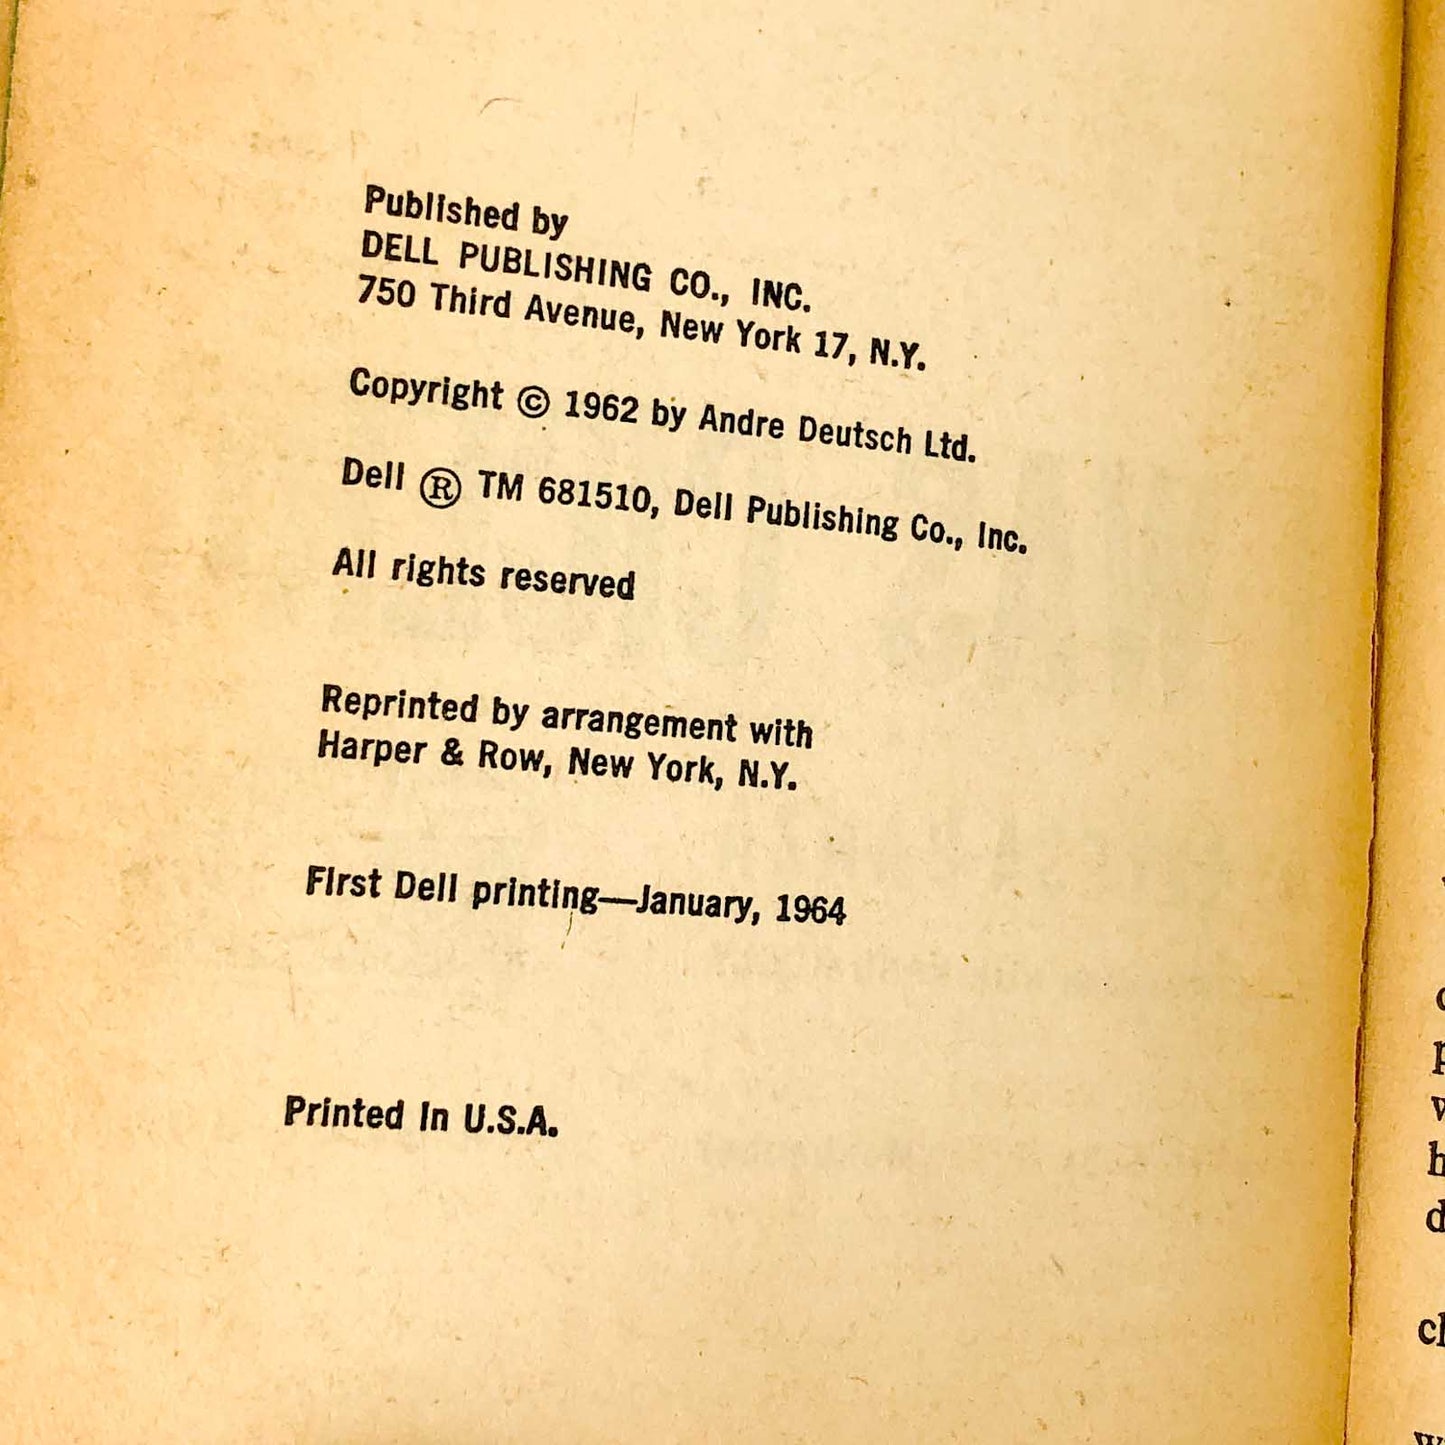 Published by
DELL PUBLISHING CO., INC.
750 Third Avenue, New York 17, N.Y.
Copyright © 1962 by Andre Deutsch Ltd.
Dell ® TM 681510, Dell Publishing Co., Inc.
All rights reserved
Reprinted by arrangement with
Harper & Row, New York, N.Y.
First Dell printing—January, 1964
Printed in U.S.A.